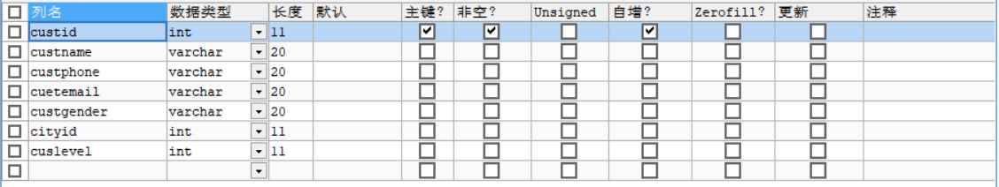 列名 数据类型 长度 默认 主键? 非空? Unsigned 自增? Zerofill? 更新 注释
custid int 11
custname varchar 20
custphone varchar 20
cuetemail varchar 20
custgender varchar 20
cityid int 11
cuslevel int 11